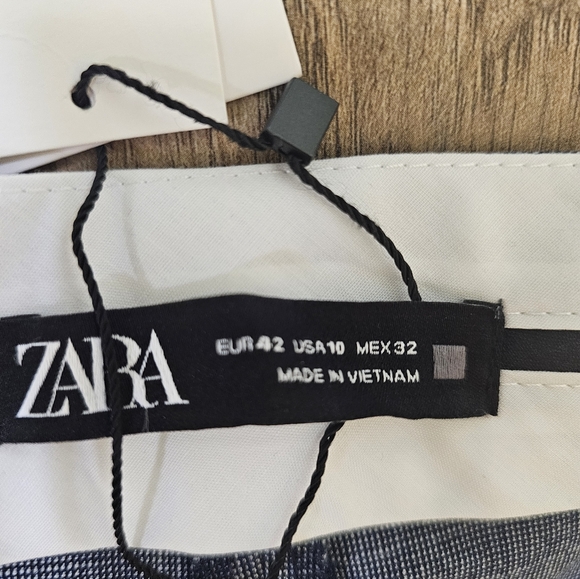 ZARA
EUR 42 USA 10 MEX 32
MADE IN VIETNAM